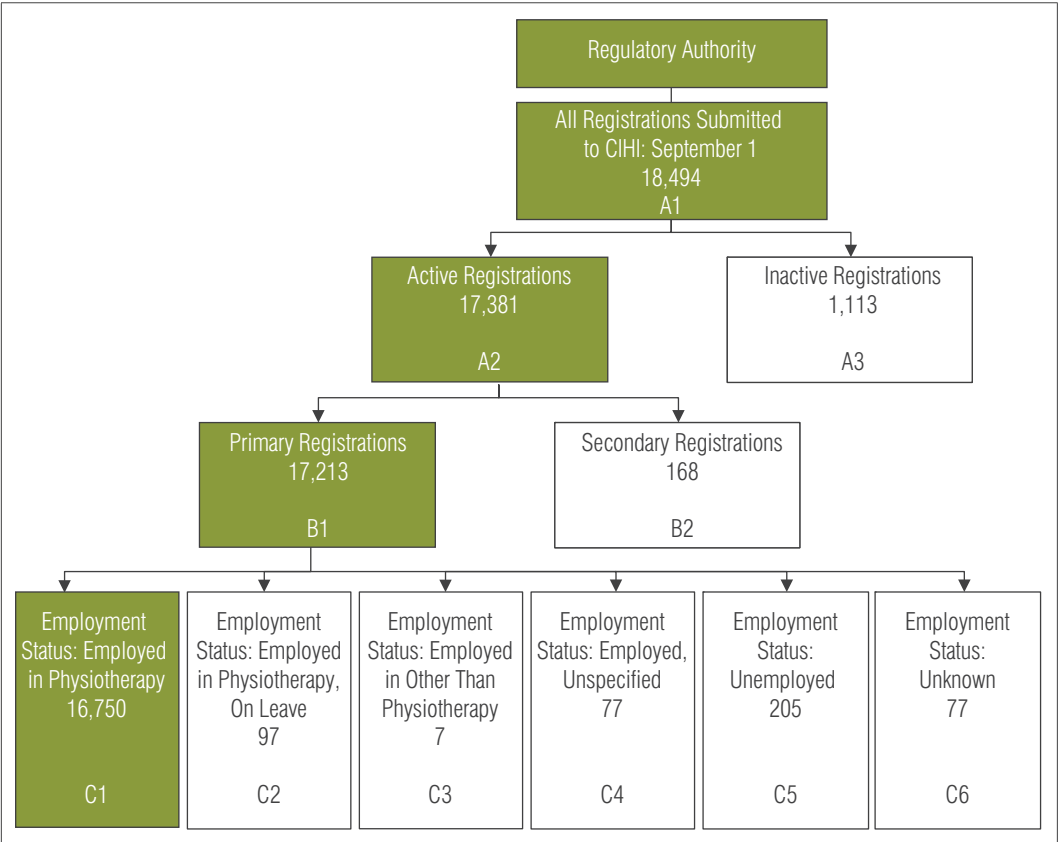 Regulatory Authority
All Registrations Submitted
to CIHI: September 1
18,494
A1
Active Registrations
17,381
A2
Inactive Registrations
1,113
A3
Primary Registrations
17,213
B1
Secondary Registrations
168
B2
Employment
Status: Employed
in Physiotherapy
16,750
C1
Employment
Status: Employed
in Physiotherapy,
On Leave
97
C2
Employment
Status: Employed
in Other Than
Physiotherapy
7
C3
Employment
Status: Employed,
Unspecified
77
C4
Employment
Status:
Unemployed
205
C5
Employment
Status:
Unknown
77
C6